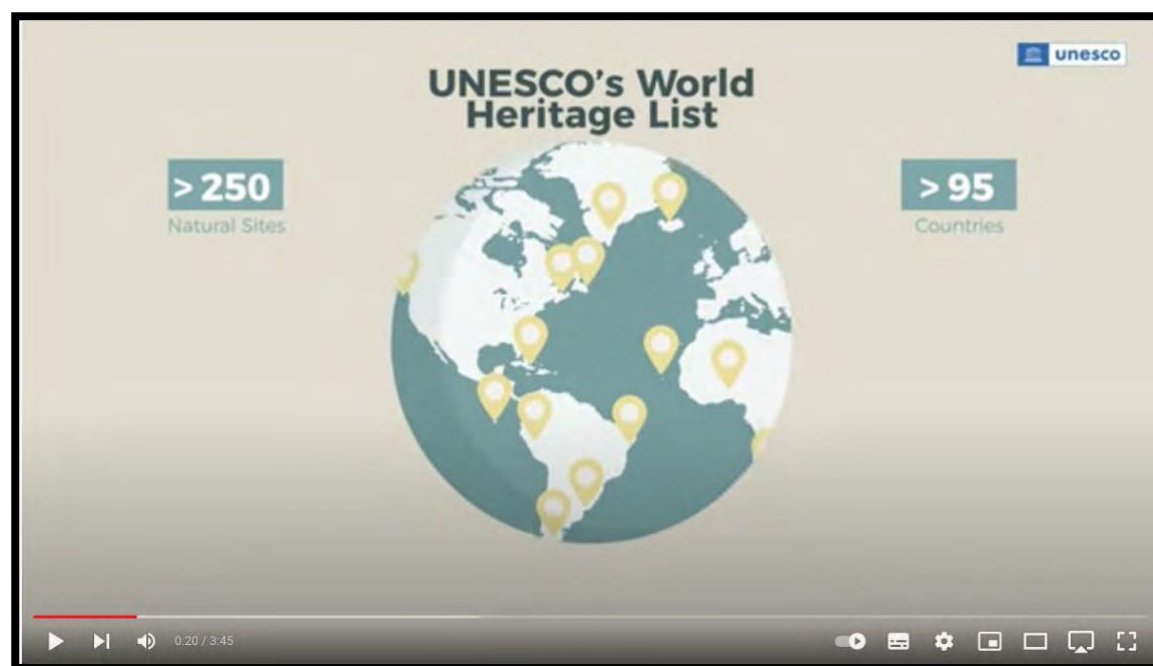 unesco
UNESCO's World
Heritage List
> 250
Natural Sites
> 95
Countries
0:20 / 3:45